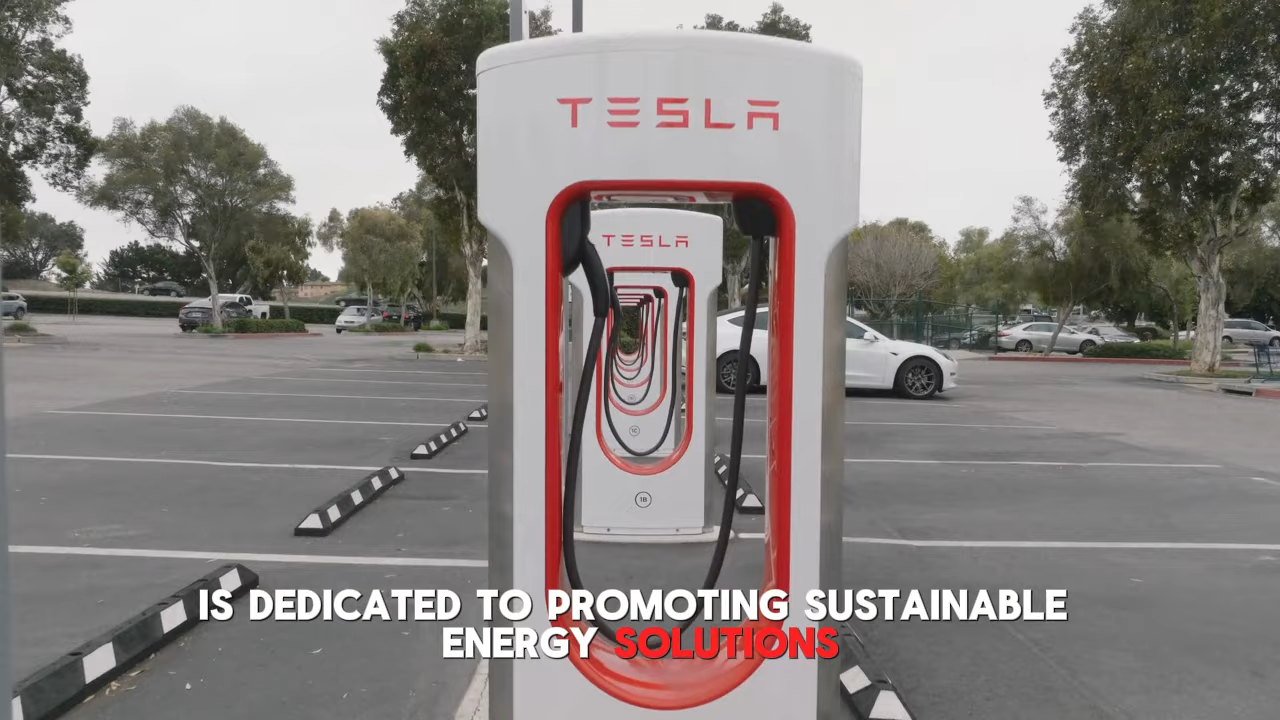 TESLA
TESLA
1C
1B
IS DEDICATED TO PROMOTING SUSTAINABLE
ENERGY SOLUTIONS